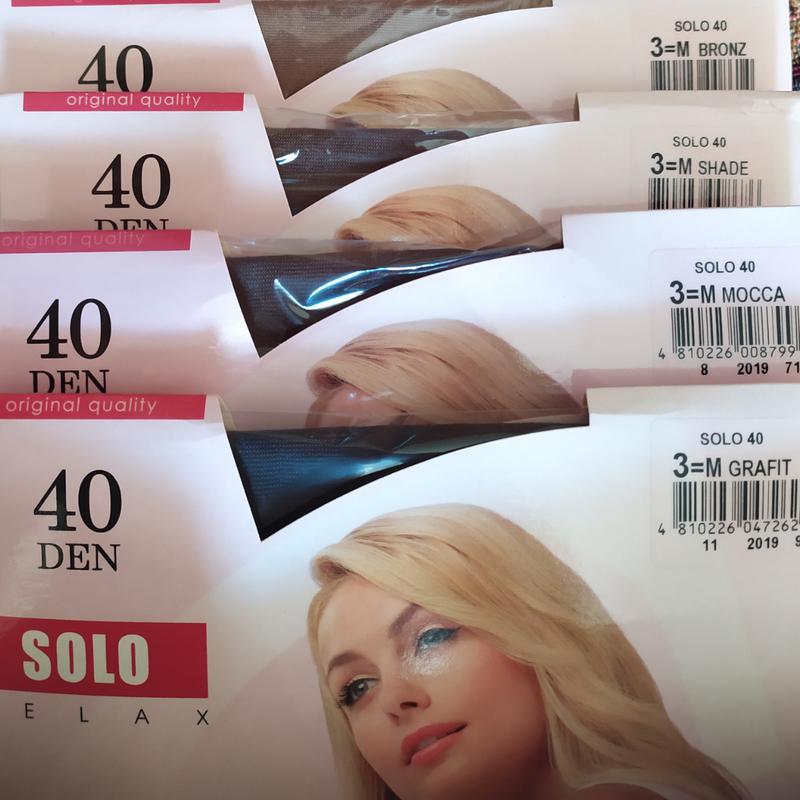 SOLO 40
3=M BRONZ
40
original quality
SOLO 40
3=M SHADE
40
DEN
original quality
SOLO 40
3=M MOCCA
4 810226 008799
8 2019 71
40
DEN
original quality
SOLO 40
3=M GRAFIT
4 810226 047262
11 2019 9
40
DEN
SOLO
ELAX